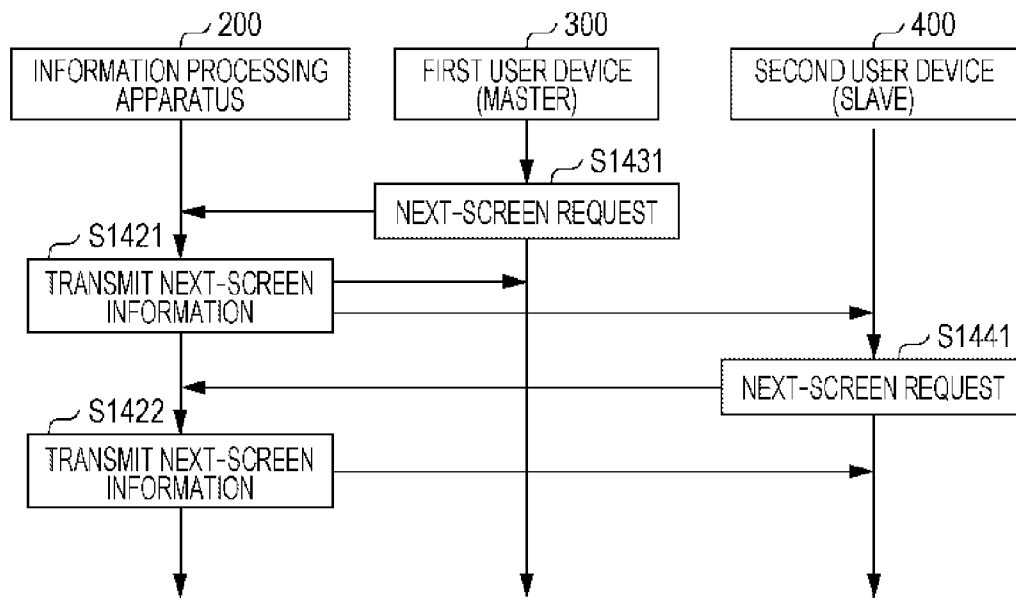 200
300
400
INFORMATION PROCESSING
APPARATUS
FIRST USER DEVICE
(MASTER)
SECOND USER DEVICE
(SLAVE)
S1431
NEXT-SCREEN REQUEST
S1421
TRANSMIT NEXT-SCREEN
INFORMATION
S1441
NEXT-SCREEN REQUEST
S1422
TRANSMIT NEXT-SCREEN
INFORMATION